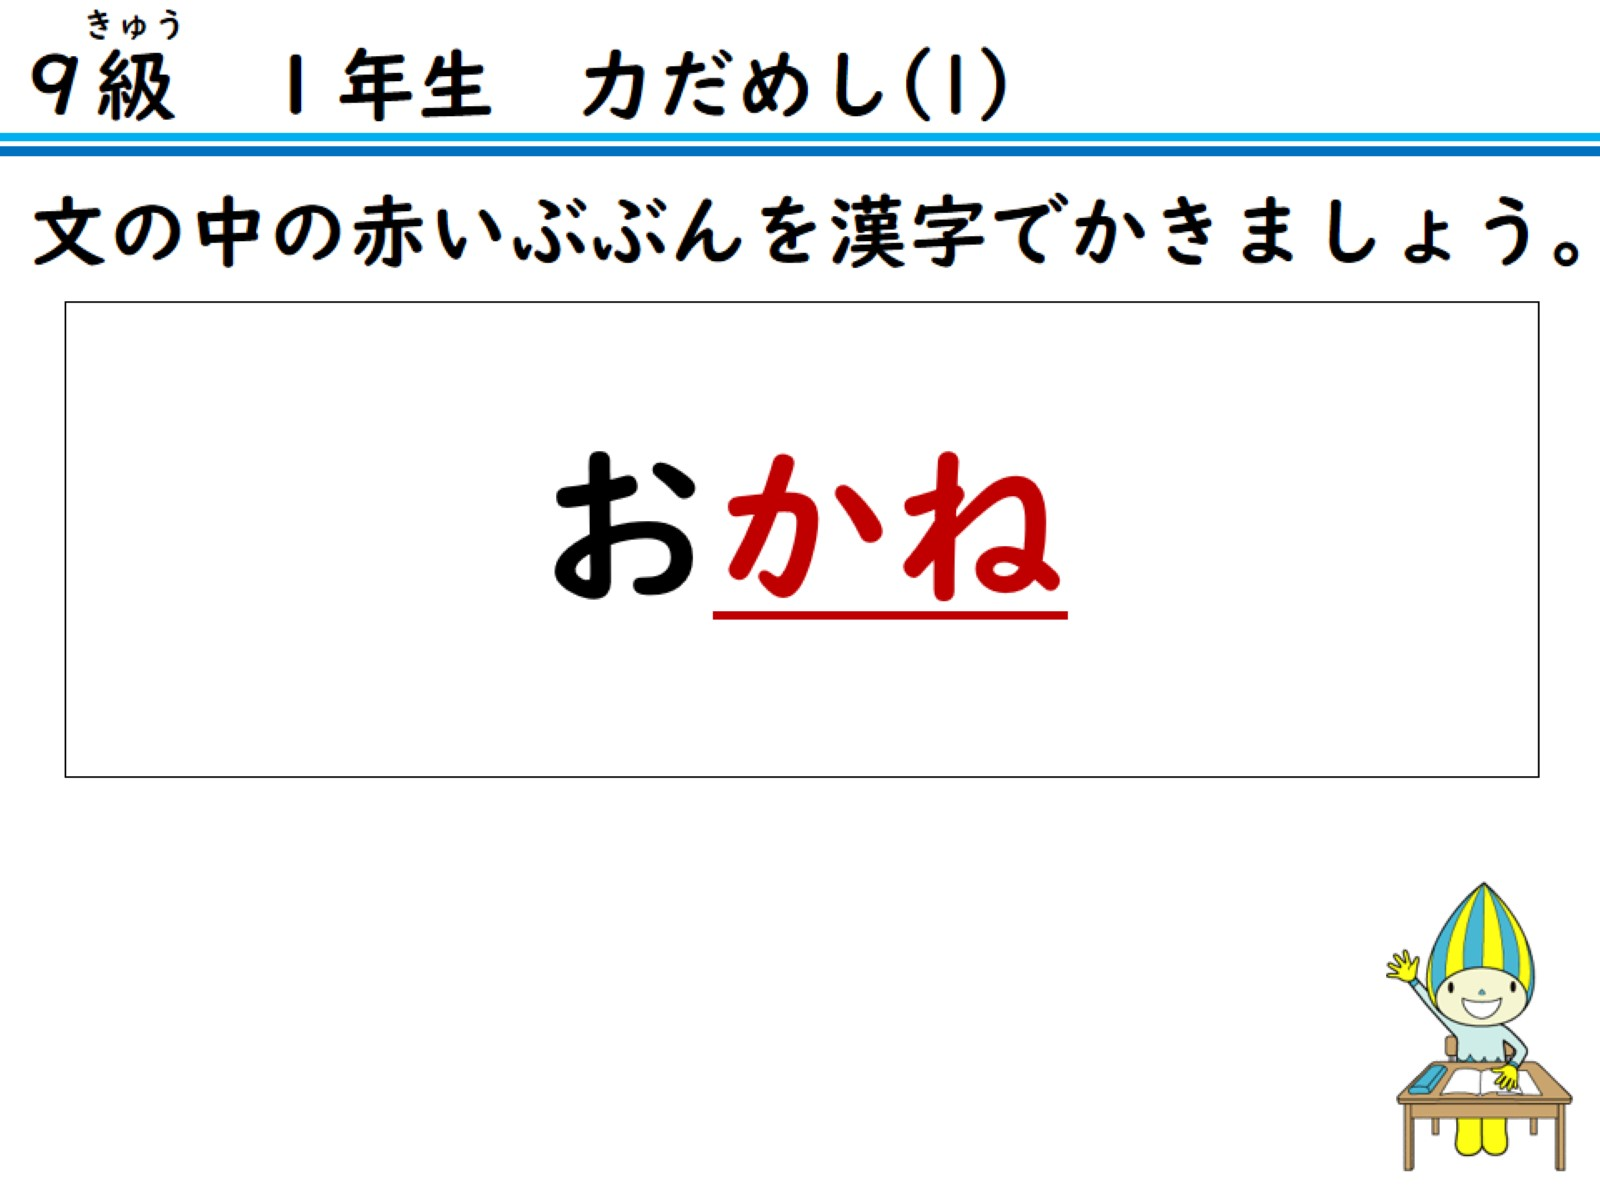 きゅう
9級　1年生　力だめし(1)
文の中の赤いぶぶんを漢字でかきましょう。
おかね